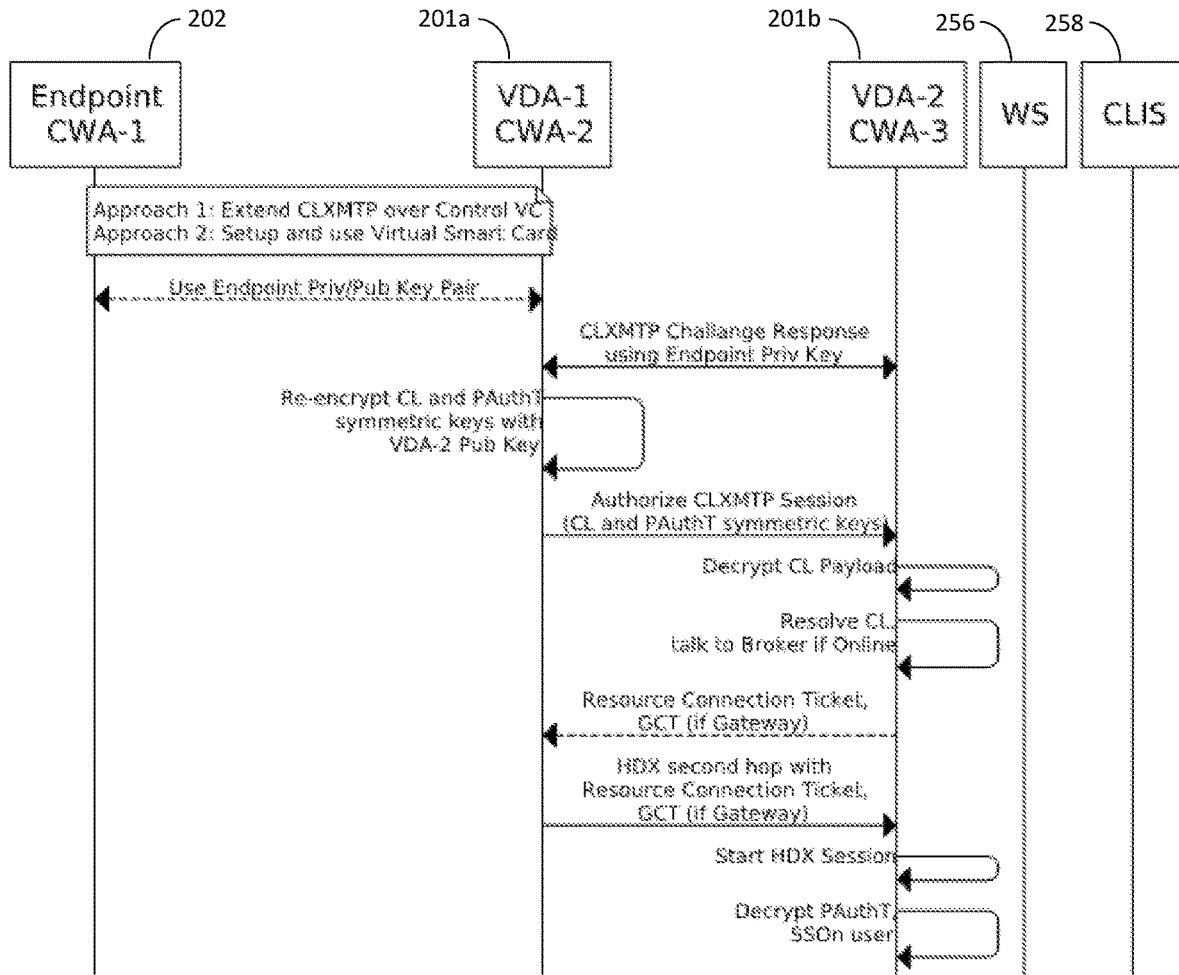 202
201a
201b
256
258
Endpoint
CWA-1
VDA-1
CWA-2
VDA-2
CWA-3
WS
CLIS
Approach 1: Extend CLXMTP over Control VC
Approach 2: Setup and use Virtual Smart Card
Use Endpoint Priv/Pub Key Pair
CLXMTP Challange Response
using Endpoint Priv Key
Re-encrypt CL and PAuthT
symmetric keys with
VDA-2 Pub Key
Authorize CLXMTP Session
(CL and PAuthT symmetric keys)
Decrypt CL Payload
Resolve CL,
talk to Broker if Online
Resource Connection Ticket,
GCT (if Gateway)
HDX second hop with
Resource Connection Ticket,
GCT (if Gateway)
Start HDX Session
Decrypt PAuthT,
SSOn user